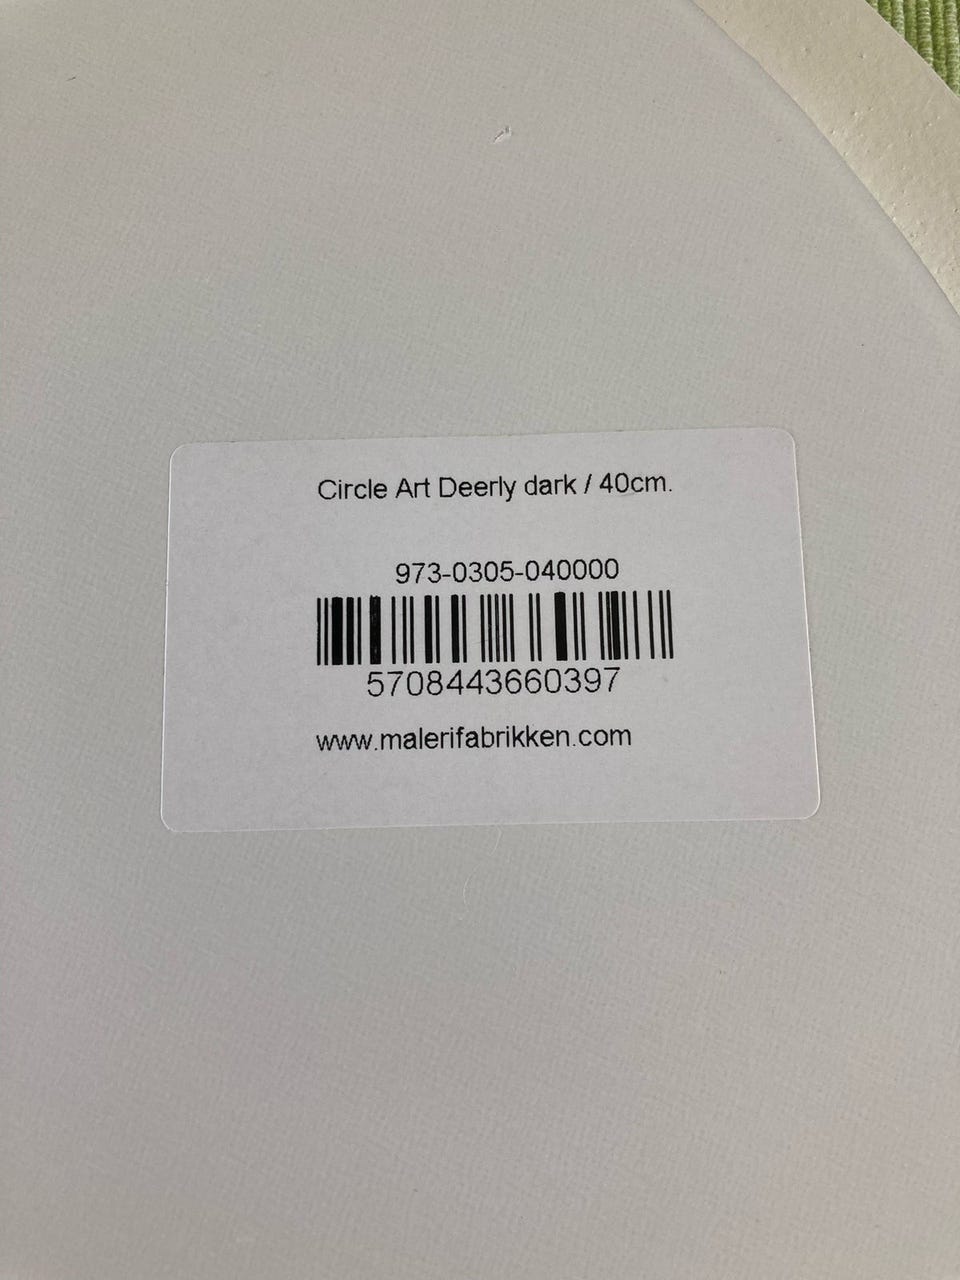 Circle Art Deerly dark / 40cm.
973-0305-040000
5708443660397
www.malerifabrikken.com